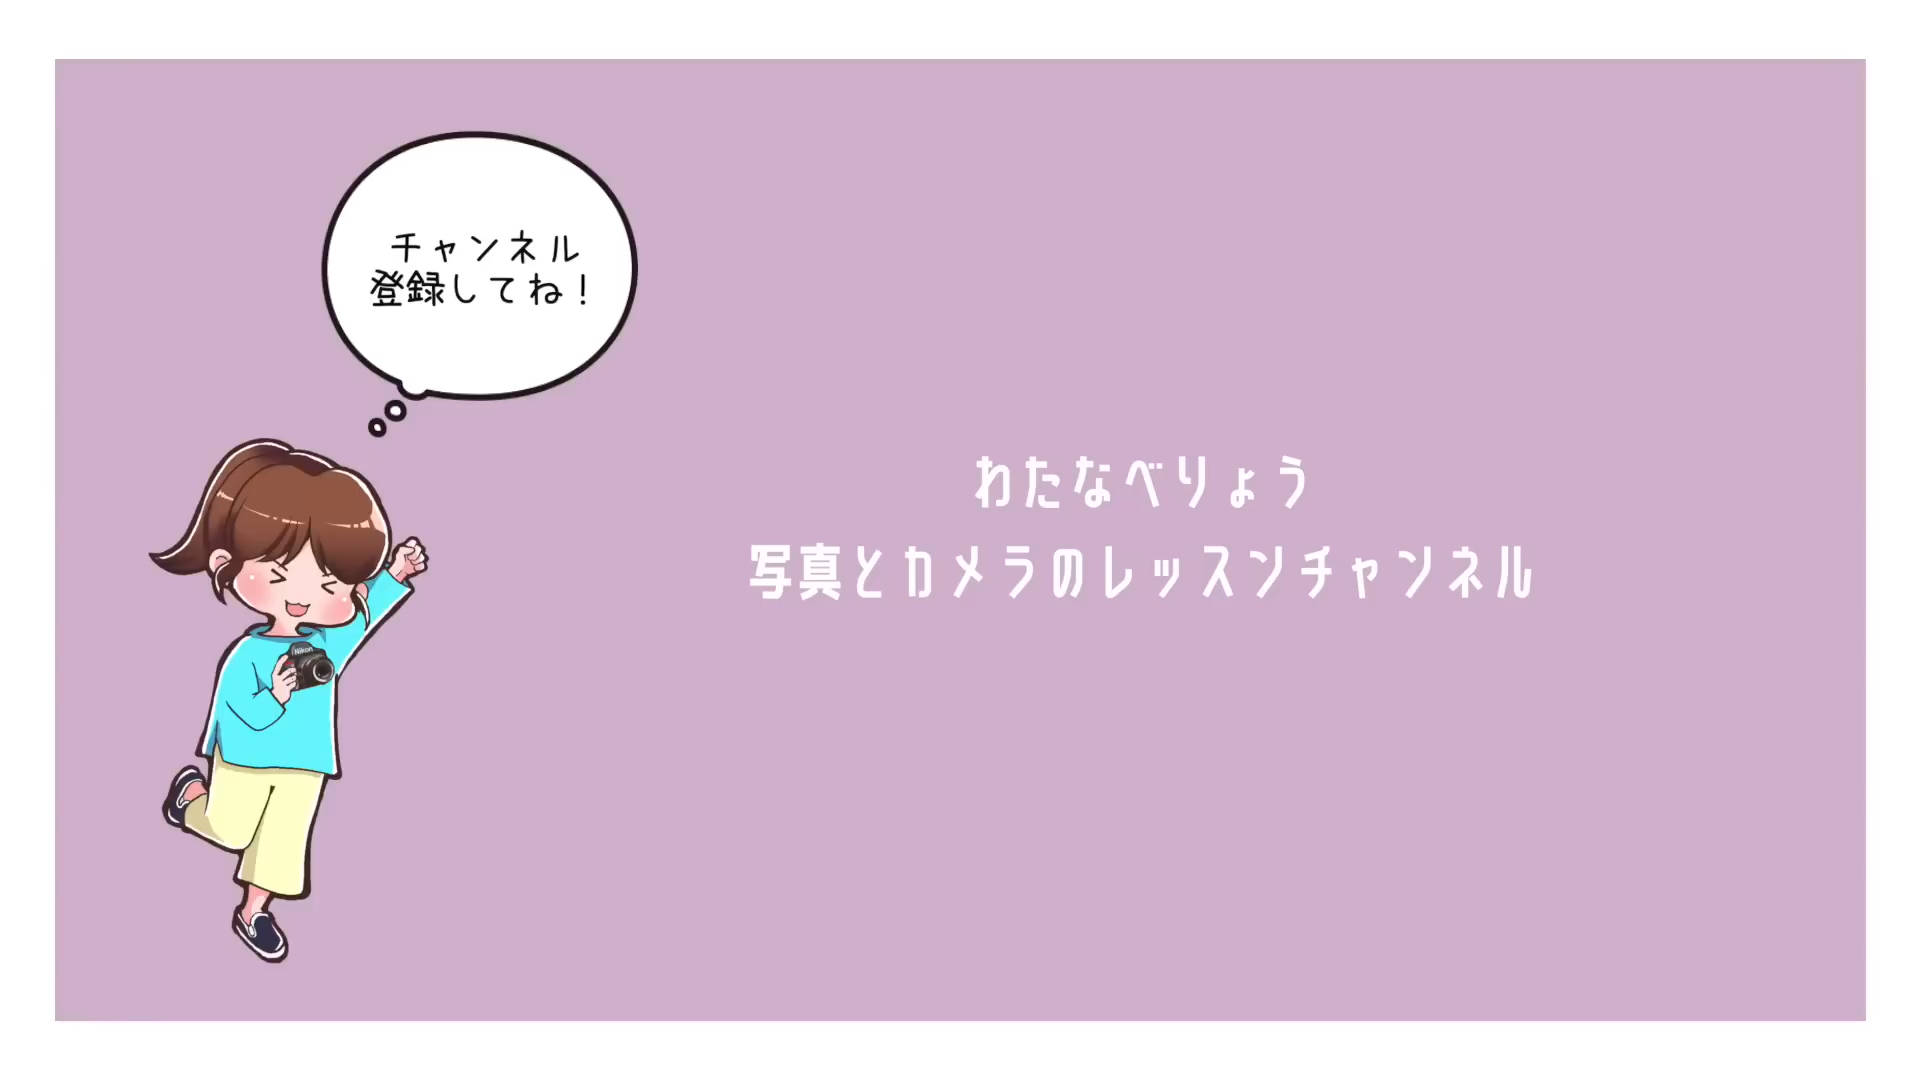 チャンネル
登録してね！
わたなべりょう
写真とカメラのレッスンチャンネル
Nikon